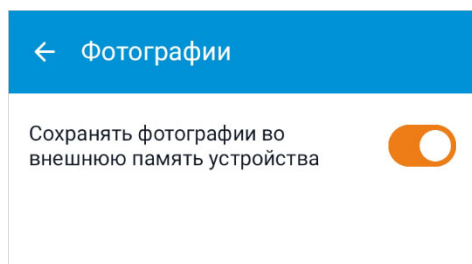 Фотографии
Сохранять фотографии во
внешнюю память устройства